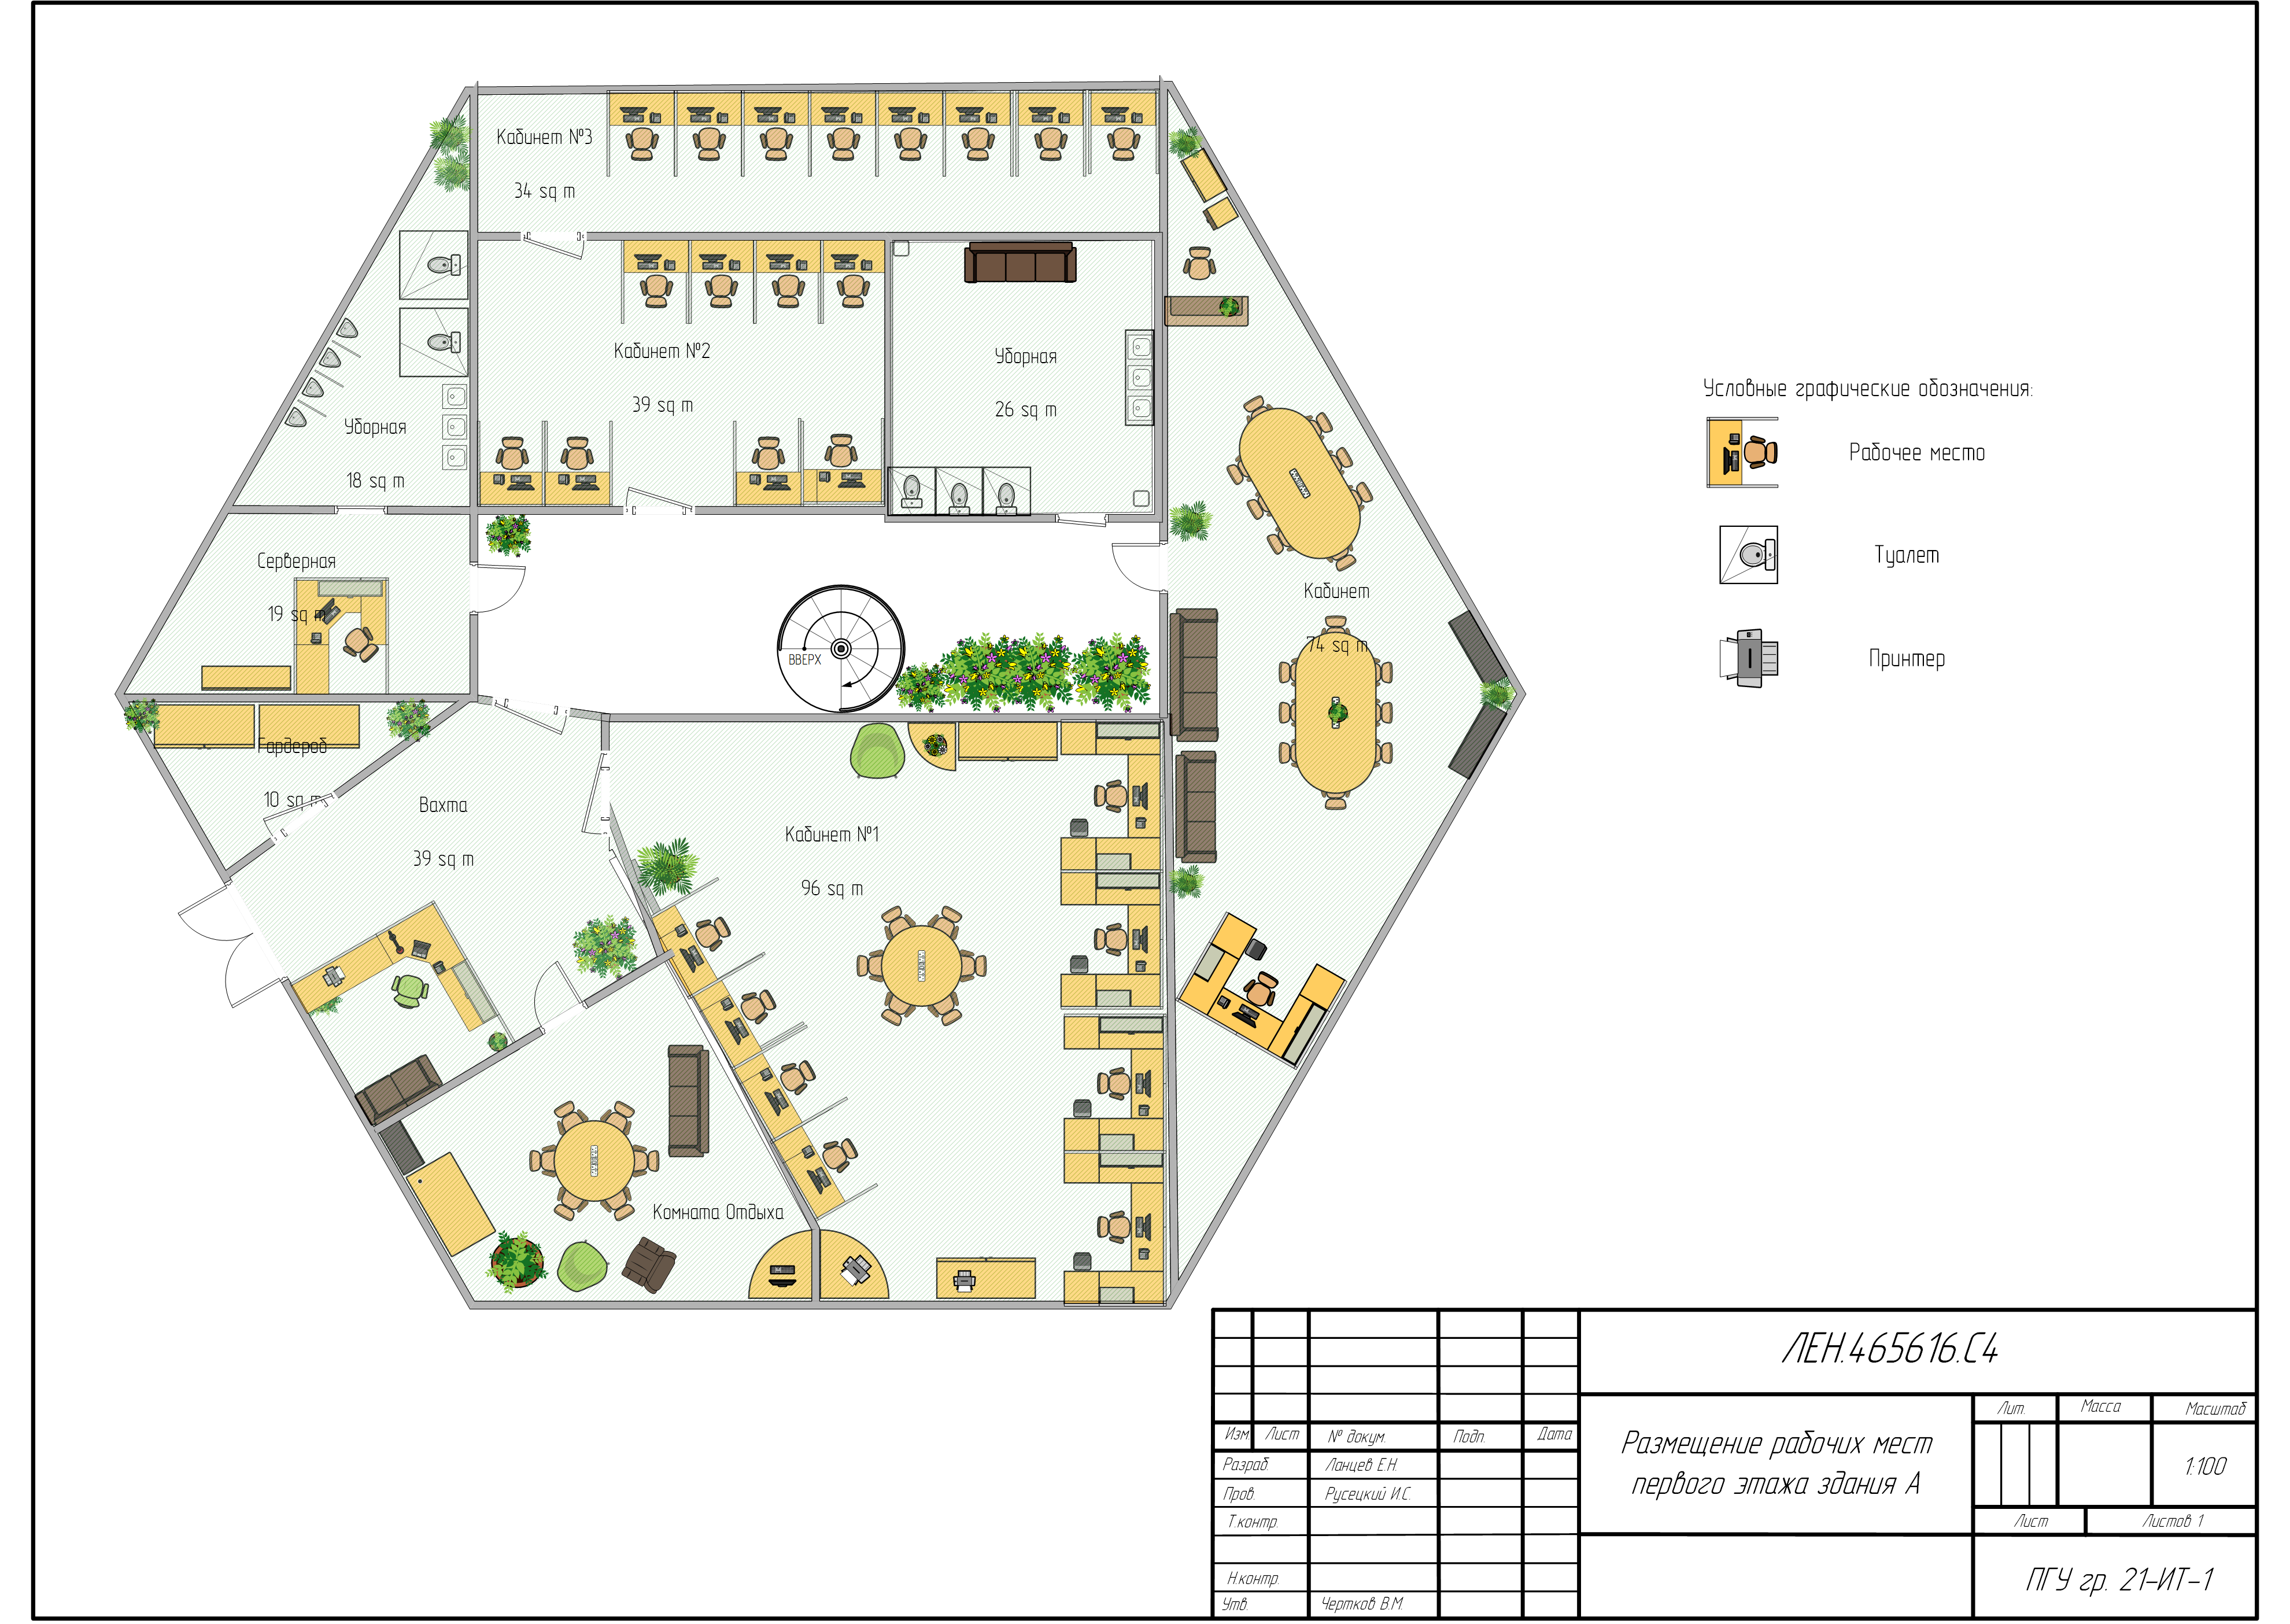 Кабинет №3
34 sq m
Кабинет №2
39 sq m
Уборная
26 sq m
Уборная
18 sq m
Серверная
19 sq m
ВВЕРХ
Кабинет
74 sq m
Гардероб
10 sq m
Вахта
39 sq m
Кабинет №1
96 sq m
Комната Отдыха
Условные графические обозначения:
Рабочее место
Туалет
Принтер
ЛЕН.465616.С4
Изм. Лист № докум. Подп. Дата
Разраб. Ланцев Е.Н.
Пров. Русецкий И.С.
Т.контр.
Н.контр.
Утв. Чертков В.М.
Размещение рабочих мест
первого этажа здания А
Лит. Масса Масштаб
1:100
Лист Листов 1
ПГУ гр. 21-ИТ-1